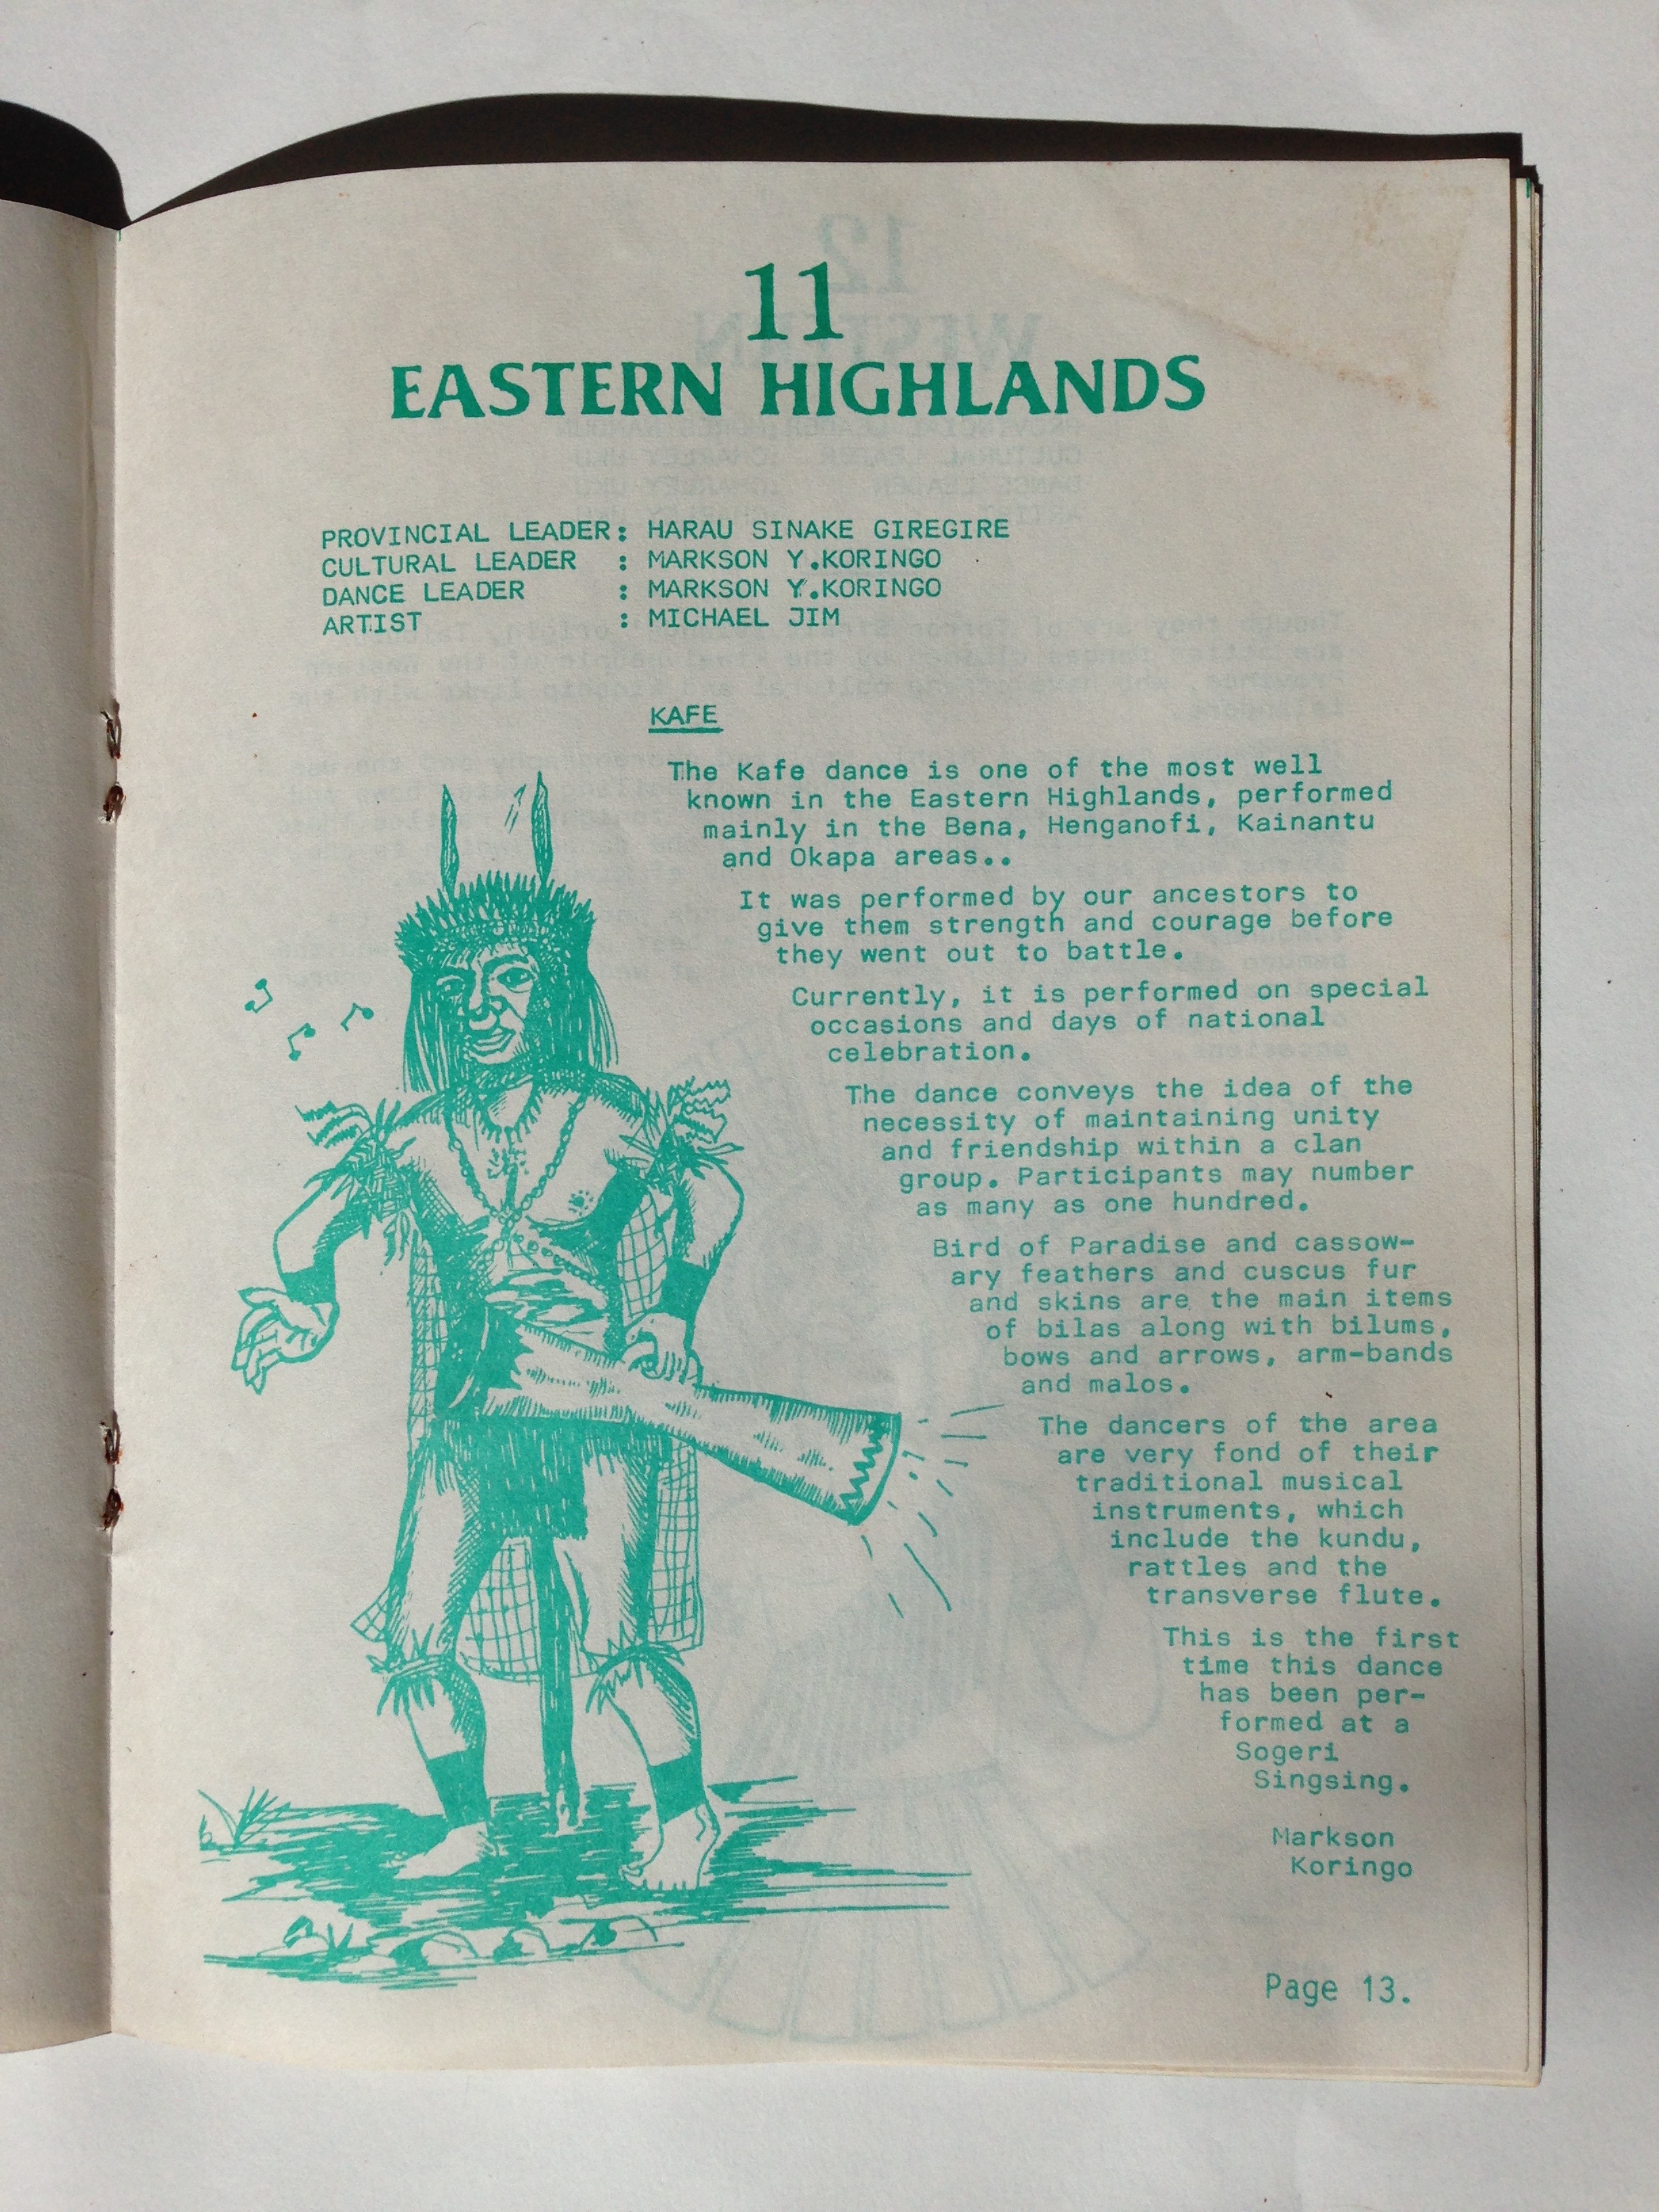 11
EASTERN HIGHLANDS
PROVINCIAL LEADER: HARAU SINAKE GIREGIRE
CULTURAL LEADER : MARKSON Y.KORINGO
DANCE LEADER : MARKSON Y.KORINGO
ARTIST : MICHAEL JIM
KAFE
The Kafe dance is one of the most well
known in the Eastern Highlands, performed
mainly in the Bena, Henganofi, Kainantu
and Okapa areas..
It was performed by our ancestors to
give them strength and courage before
they went out to battle.
Currently, it is performed on special
occasions and days of national
celebration.
The dance conveys the idea of the
necessity of maintaining unity
and friendship within a clan
group. Participants may number
as many as one hundred.
Bird of Paradise and cassow-
ary feathers and cuscus fur
and skins are the main items
of bilas along with bilums,
bows and arrows, arm-bands
and malos.
The dancers of the area
are very fond of their
traditional musical
instruments, which
include the kundu,
rattles and the
transverse flute.
This is the first
time this dance
has been per-
formed at a
Sogeri
Singsing.
Markson
Koringo
Page 13.